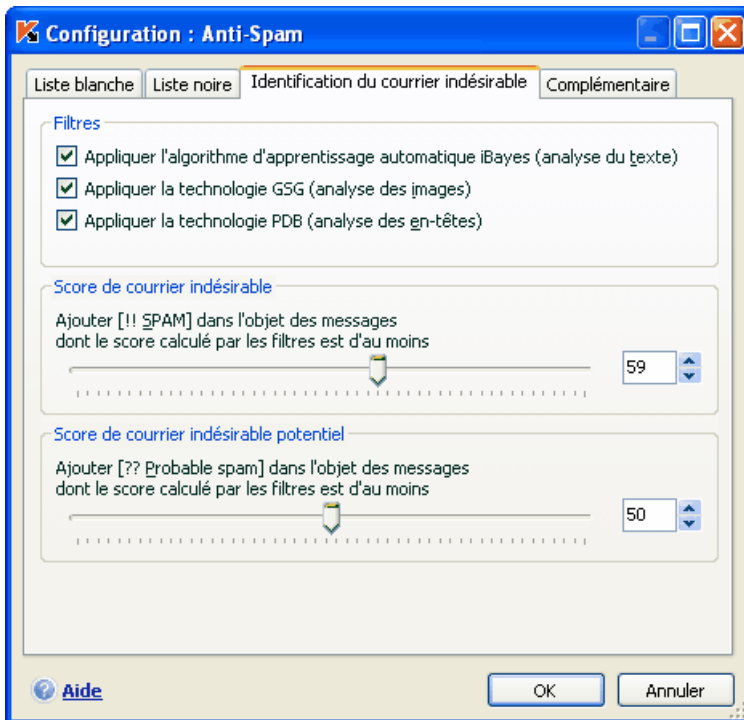 Configuration : Anti-Spam
Liste blanche
Liste noire
Identification du courrier indésirable
Complémentaire
Filtres
Appliquer l'algorithme d'apprentissage automatique iBayes (analyse du texte)
Appliquer la technologie GSG (analyse des images)
Appliquer la technologie PDB (analyse des en-têtes)
Score de courrier indésirable
Ajouter [!! SPAM] dans l'objet des messages
dont le score calculé par les filtres est d'au moins
59
Score de courrier indésirable potentiel
Ajouter [?? Probable spam] dans l'objet des messages
dont le score calculé par les filtres est d'au moins
50
Aide
OK
Annuler